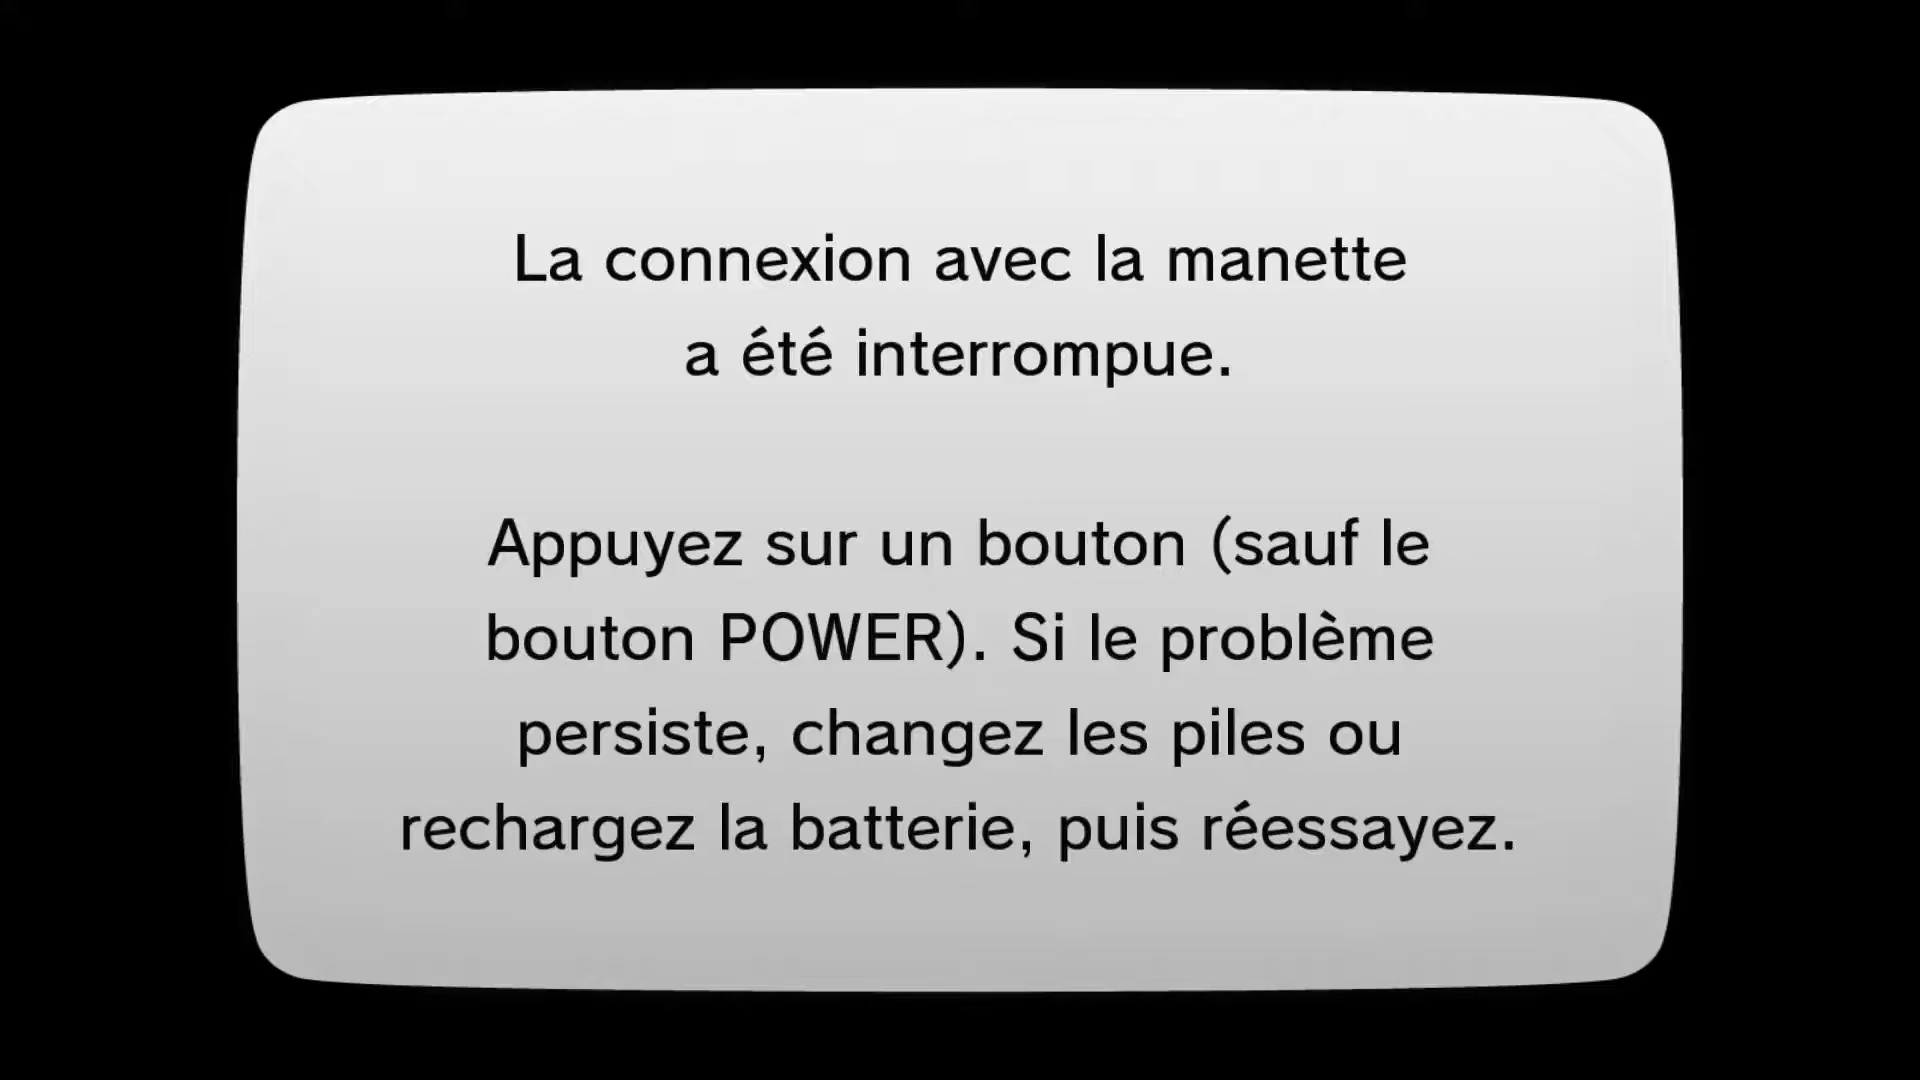 La connexion avec la manette
a été interrompue.
Appuyez sur un bouton (sauf le
bouton POWER). Si le problème
persiste, changez les piles ou
rechargez la batterie, puis réessayez.